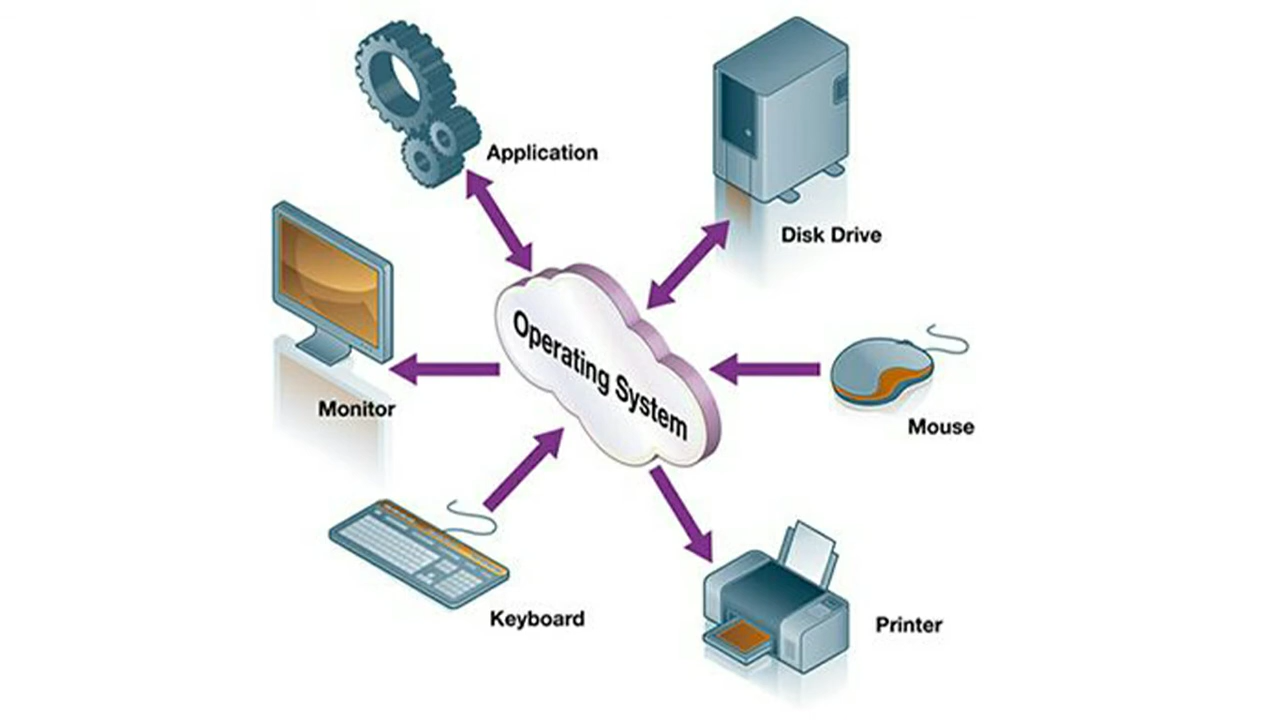 Application
Disk Drive
Operating System
Monitor
Mouse
Keyboard
Printer